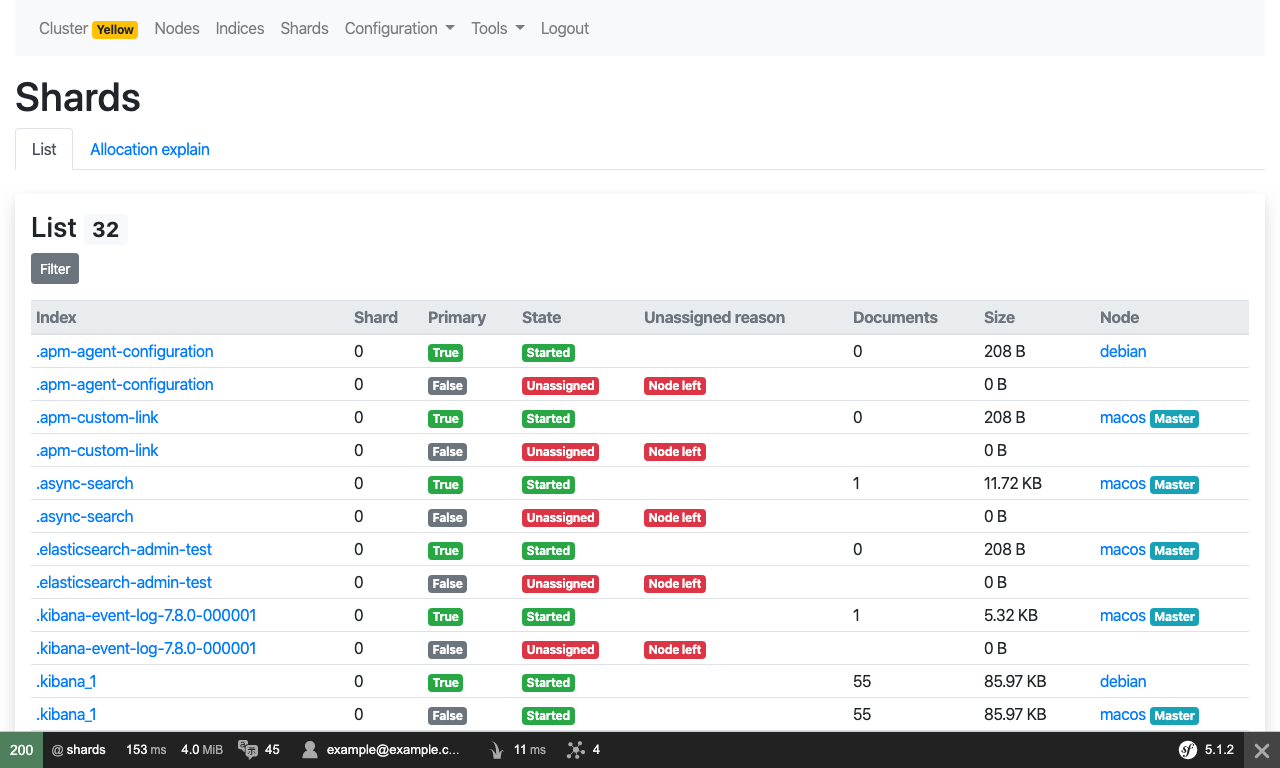 Cluster Yellow Nodes Indices Shards Configuration Tools Logout
Shards
List Allocation explain
List 32
Filter
Index Shard Primary State Unassigned reason Documents Size Node
.apm-agent-configuration 0 True Started 0 208 B debian
.apm-agent-configuration 0 False Unassigned Node left 0 B
.apm-custom-link 0 True Started 0 208 B macos Master
.apm-custom-link 0 False Unassigned Node left 0 B
.async-search 0 True Started 1 11.72 KB macos Master
.async-search 0 False Unassigned Node left 0 B
.elasticsearch-admin-test 0 True Started 0 208 B macos Master
.elasticsearch-admin-test 0 False Unassigned Node left 0 B
.kibana-event-log-7.8.0-000001 0 True Started 1 5.32 KB macos Master
.kibana-event-log-7.8.0-000001 0 False Unassigned Node left 0 B
.kibana_1 0 True Started 55 85.97 KB debian
.kibana_1 0 False Started 55 85.97 KB macos Master
200 @ shards 153 ms 4.0 MiB 45 example@example.c... 11 ms 4 sf 5.1.2